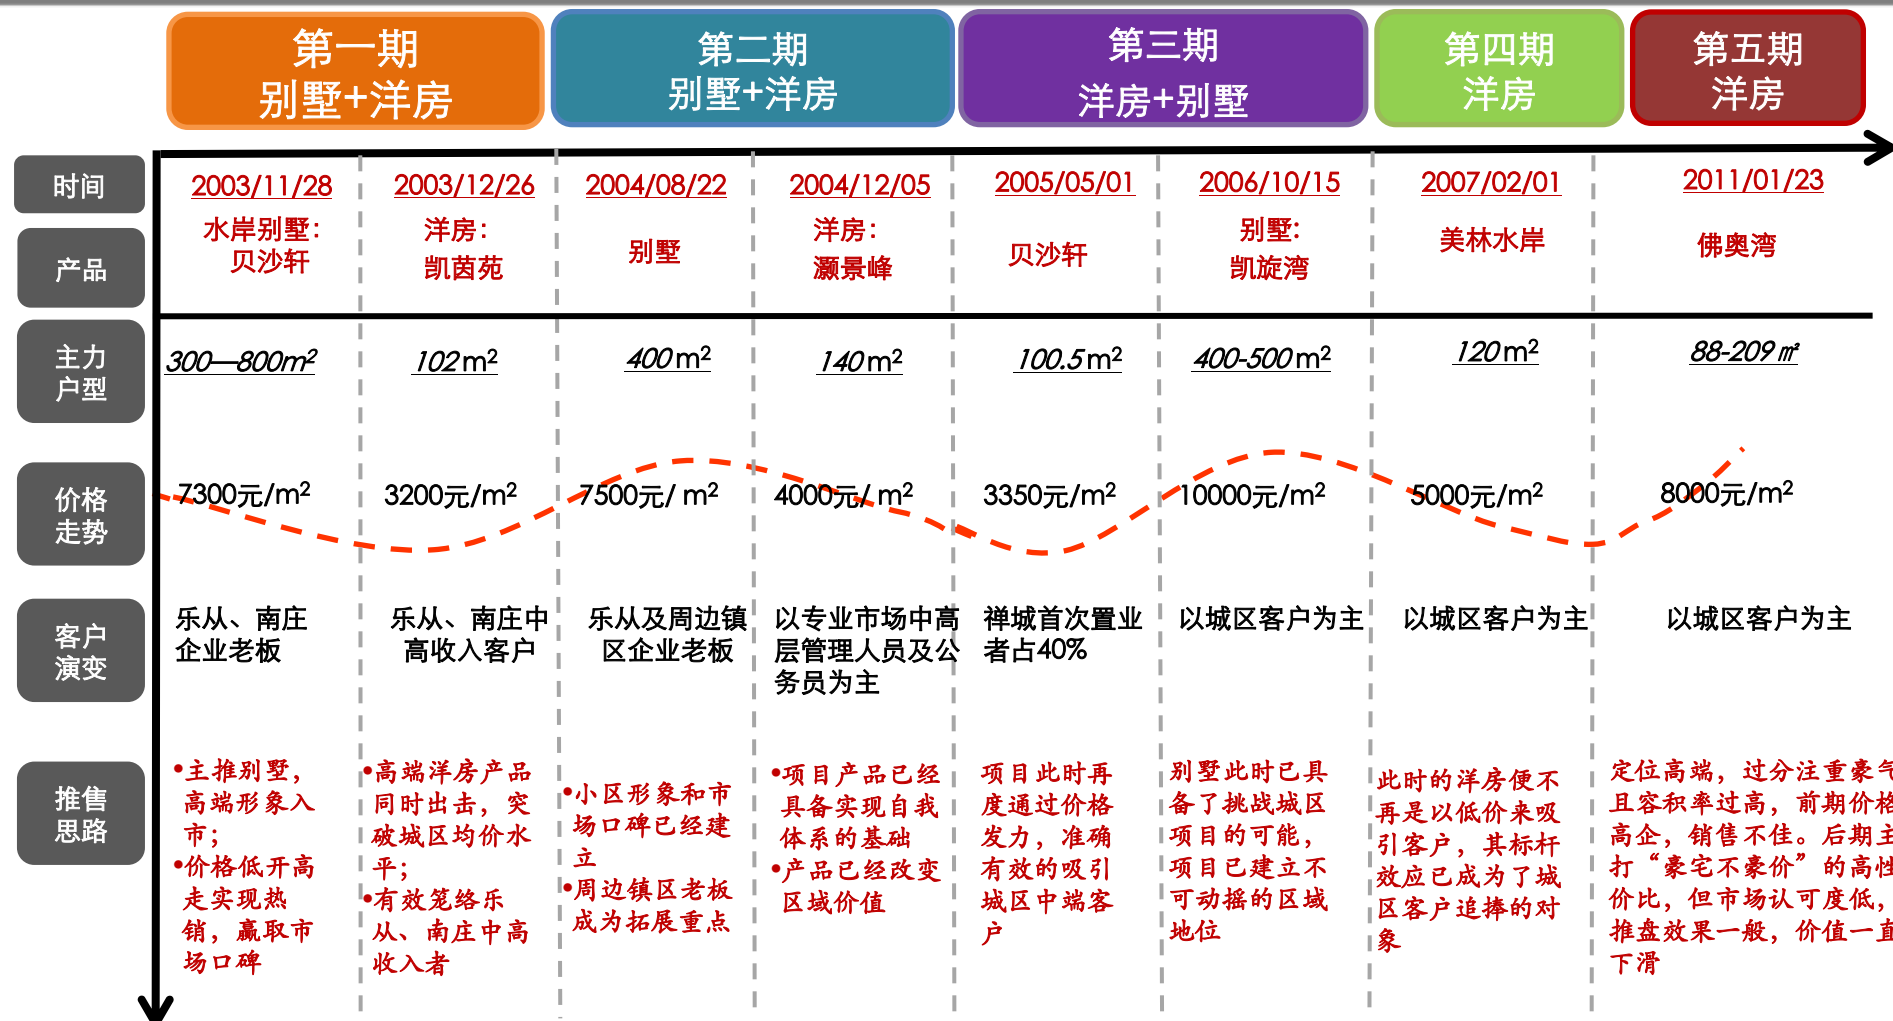 第一期
别墅+洋房
第二期
别墅+洋房
第三期
洋房+别墅
第四期
洋房
第五期
洋房
时间
2003/11/28
2003/12/26
2004/08/22
2004/12/05
2005/05/01
2006/10/15
2007/02/01
2011/01/23
产品
水岸别墅：
贝沙轩
洋房：
凯茵苑
别墅
洋房：
灏景峰
贝沙轩
别墅：
凯旋湾
美林水岸
佛奥湾
主力
户型
300—800m²
102m²
400m²
140m²
100.5m²
400-500m²
120m²
88-209㎡
价格
走势
7300元/m²
3200元/m²
7500元/ m²
4000元/ m²
3350元/m²
10000元/m²
5000元/m²
8000元/m²
客户
演变
乐从、南庄
企业老板
乐从、南庄中
高收入客户
乐从及周边镇
区企业老板
以专业市场中高
层管理人员及公
务员为主
禅城首次置业
者占40%
以城区客户为主
以城区客户为主
以城区客户为主
推售
思路
•主推别墅，
高端形象入
市；
•价格低开高
走实现热
销，赢取市
场口碑
•高端洋房产品
同时出击，突
破城区均价水
平；
•有效笼络乐
从、南庄中高
收入者
•小区形象和市
场口碑已经建
立
•周边镇区老板
成为拓展重点
•项目产品已经
具备实现自我
体系的基础
•产品已经改变
区域价值
项目此时再
度通过价格
发力，准确
有效的吸引
城区中端客
户
别墅此时已具
备了挑战城区
项目的可能，
项目已建立不
可动摇的区域
地位
此时的洋房便不
再是以低价来吸
引客户，其标杆
效应已成为了城
区客户追捧的对
象
定位高端，过分注重豪气
且容积率过高，前期价格
高企，销售不佳。后期主
打“豪宅不豪价”的高性
价比，但市场认可度低，
推盘效果一般，价值一直
下滑